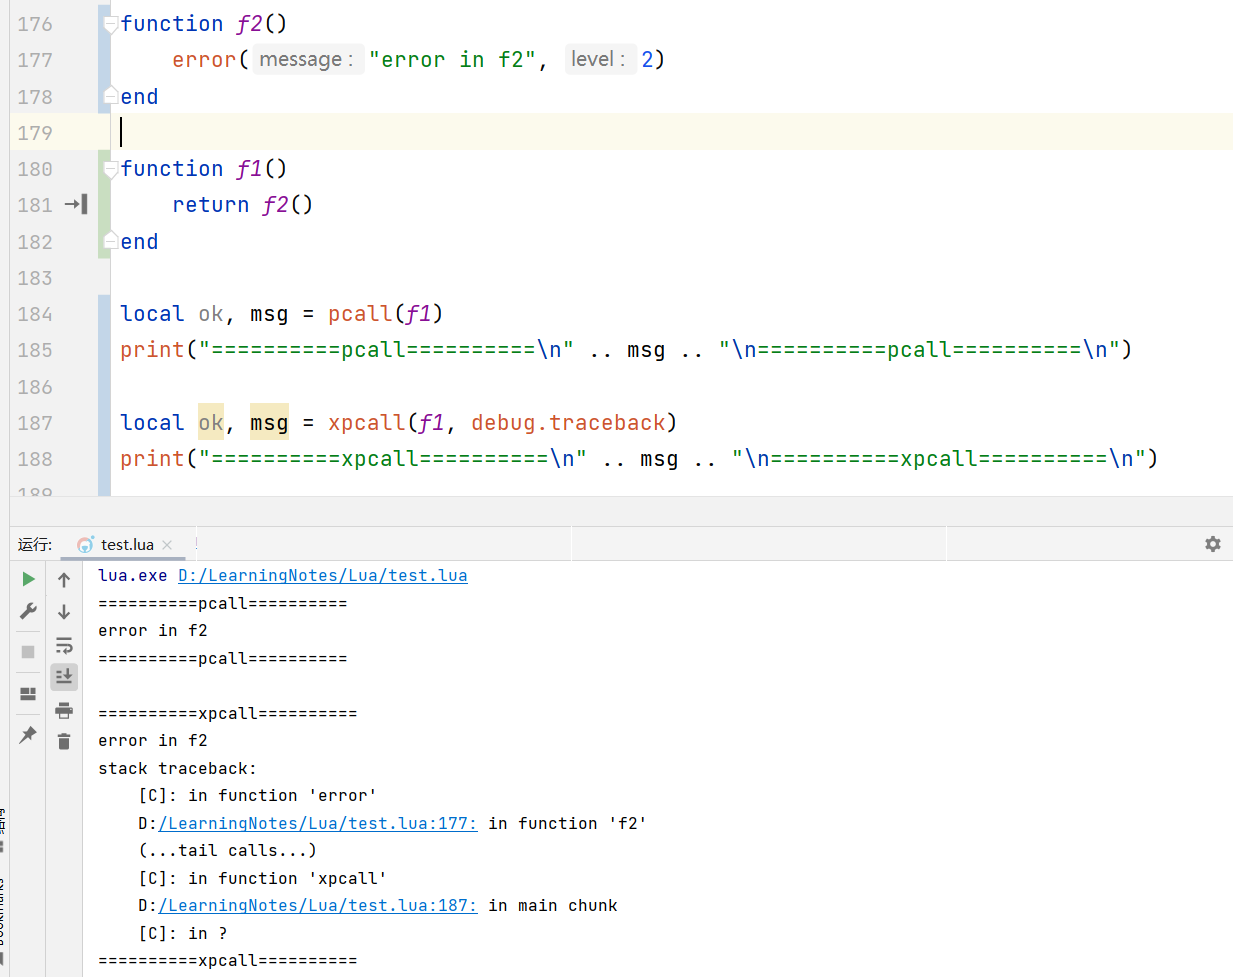 176 function f2()
177 error( message: "error in f2", level: 2)
178 end
179
180 function f1()
181 return f2()
182 end
183
184 local ok, msg = pcall(f1)
185 print("==========pcall==========\n" .. msg .. "\n==========pcall==========\n")
186
187 local ok, msg = xpcall(f1, debug.traceback)
188 print("==========xpcall==========\n" .. msg .. "\n==========xpcall==========\n")
189
运行: test.lua
lua.exe D:/LearningNotes/Lua/test.lua
==========pcall==========
error in f2
==========pcall==========
==========xpcall==========
error in f2
stack traceback:
[C]: in function 'error'
D:/LearningNotes/Lua/test.lua:177: in function 'f2'
(...tail calls...)
[C]: in function 'xpcall'
D:/LearningNotes/Lua/test.lua:187: in main chunk
[C]: in ?
==========xpcall==========